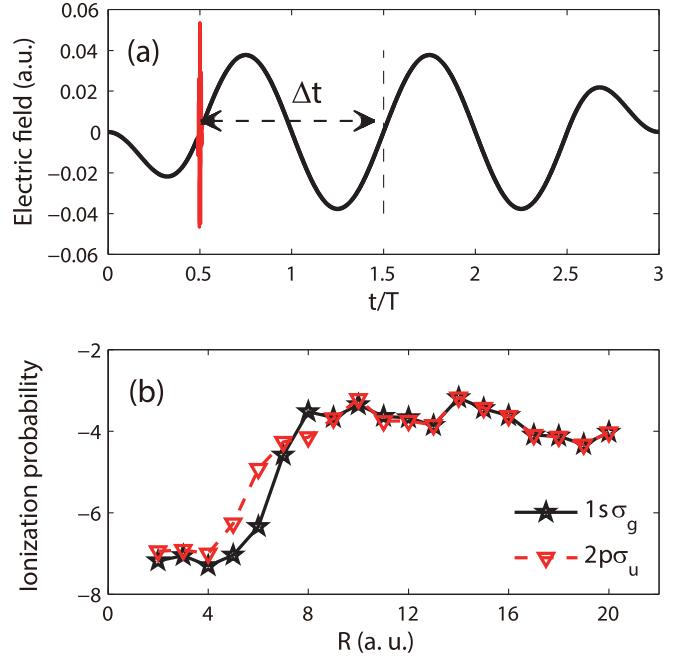 0.06
0.04
0.02
0
−0.02
−0.04
−0.06
Electric field (a.u.)
(a)
Δt
0 0.5 1 1.5 2 2.5 3
t/T
−2
−4
−6
−8
Ionization probability
(b)
1sσg
2pσu
0 4 8 12 16 20
R (a. u.)